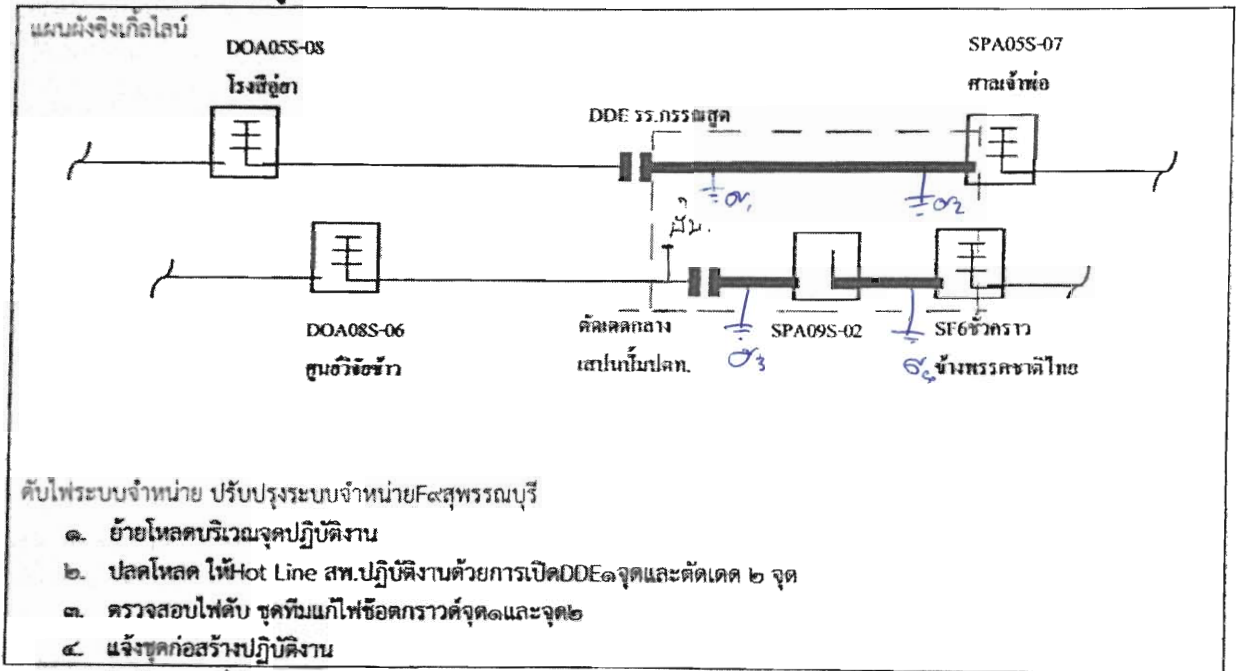 แผนผังซิงเกิ้ลไลน์
DOA05S-08
โรงสีอู่ยา
SPA05S-07
ศาลเจ้าพ่อ
DDE รร.กรรณสูต
จ1
จ2
DOA08S-06
ศูนย์วิจัยข้าว
ตัดเดดกลาง
เสาปั๊มปตท.
SPA09S-02
จ3
SF6ชั่วคราว
ข้างพรรคชาติไทย
จ4
ดับไฟระบบจำหน่าย ปรับปรุงระบบจำหน่ายF๙สุพรรณบุรี
๑. ย้ายโหลดบริเวณจุดปฏิบัติงาน
๒. ปลดโหลด ให้Hot Line สพ.ปฏิบัติงานด้วยการเปิดDDE๑จุดและตัดเดด ๒ จุด
๓. ตรวจสอบไฟดับ ชุดทีมแก้ไฟช๊อตกราวด์จุด๑และจุด๒
๔. แจ้งชุดก่อสร้างปฏิบัติงาน